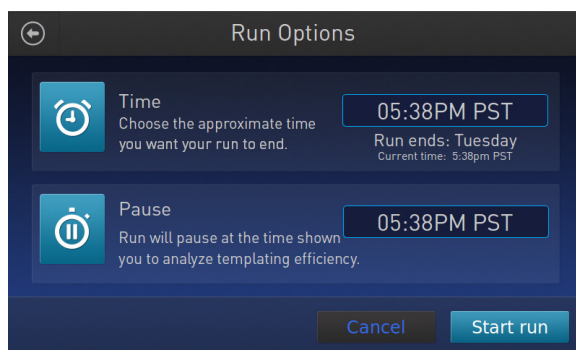 Run Options
Time
Choose the approximate time
you want your run to end.
05:38PM PST
Run ends: Tuesday
Current time: 5:38pm PST
Pause
Run will pause at the time shown
you to analyze templating efficiency.
05:38PM PST
Cancel
Start run